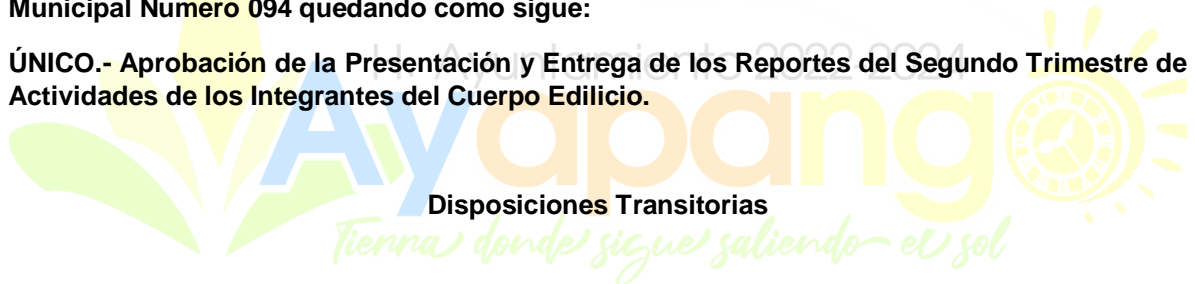 Municipal Numero 094 quedando como sigue:
H. Ayuntamiento 2022-2024
ÚNICO.- Aprobación de la Presentación y Entrega de los Reportes del Segundo Trimestre de
Actividades de los Integrantes del Cuerpo Edilicio.
Ayapango
Disposiciones Transitorias
Tierra donde sigue saliendo el sol